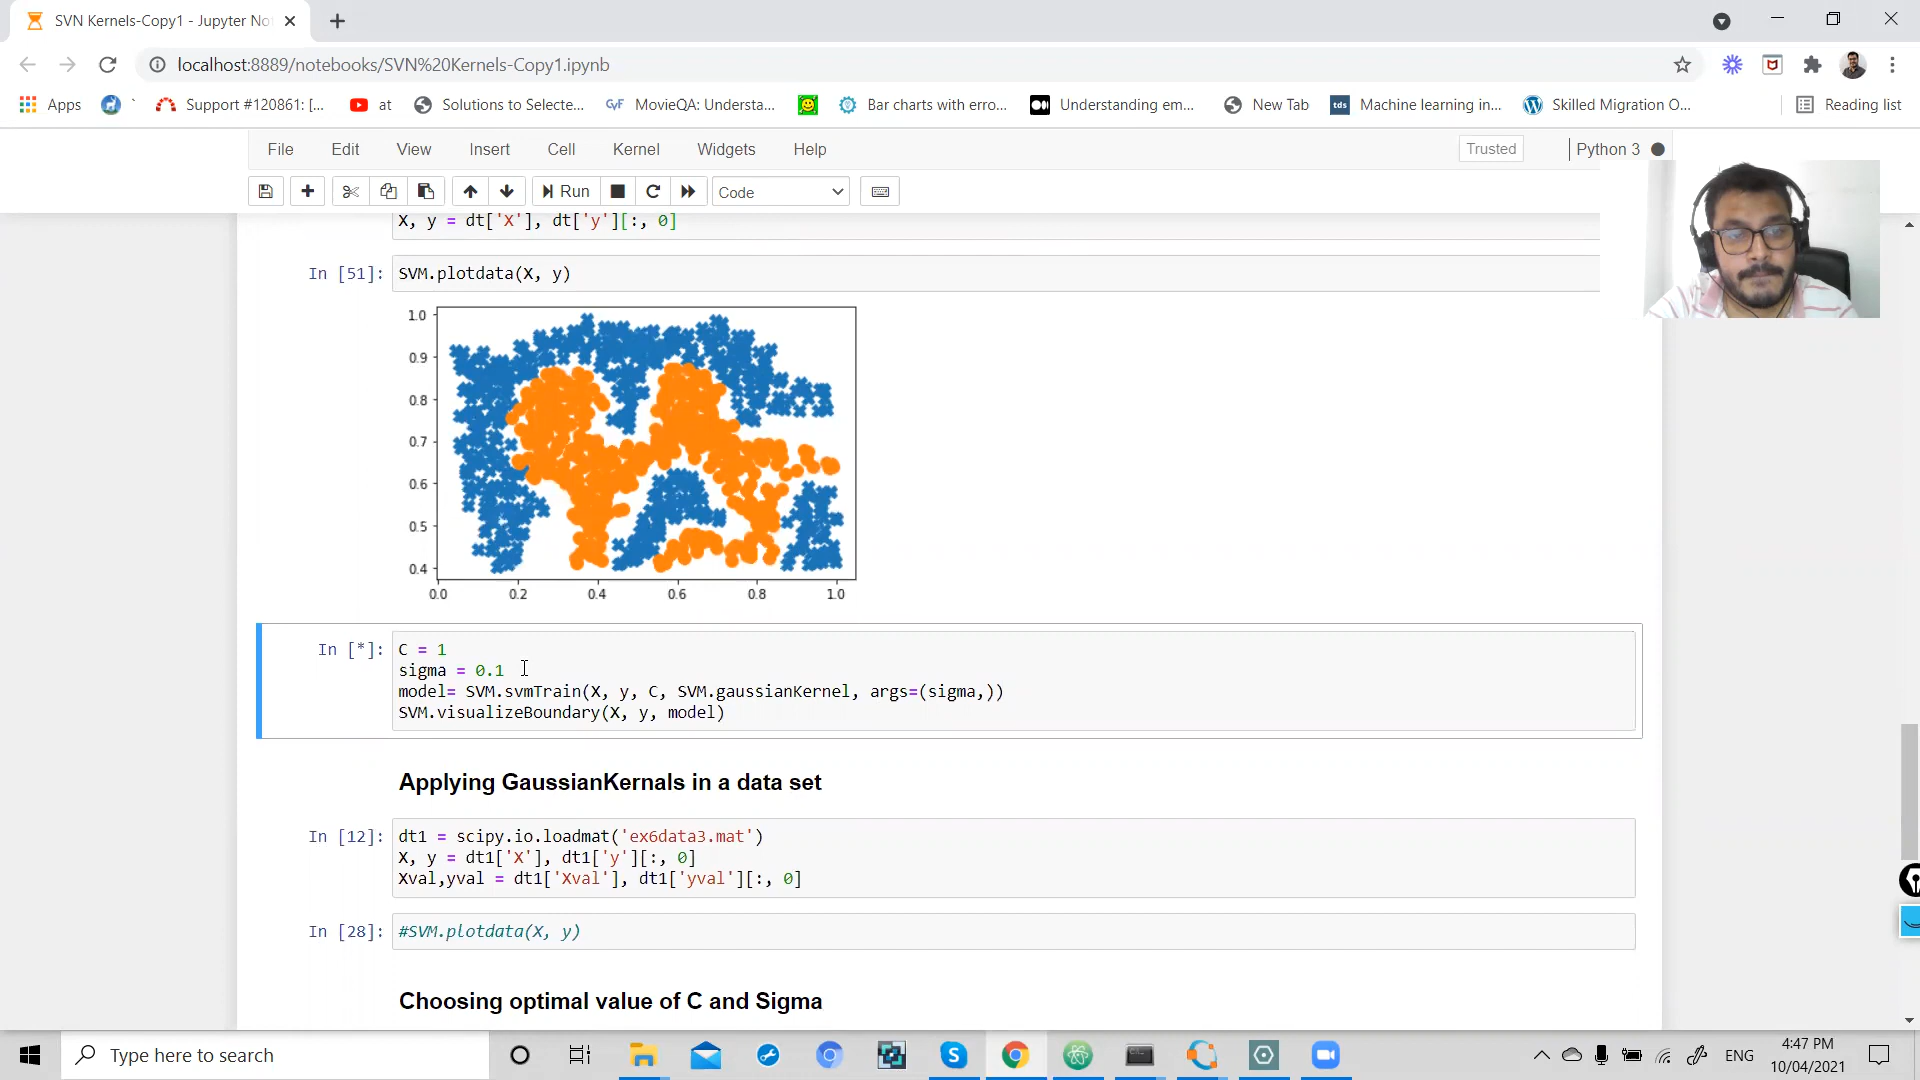 SVN Kernels-Copy1 - Jupyter No
localhost:8889/notebooks/SVN%20Kernels-Copy1.ipynb
Apps
Support #120861: [...
at
Solutions to Selecte...
GyF MovieQA: Understa...
Bar charts with erro...
Understanding em...
New Tab
tds Machine learning in...
Skilled Migration O...
Reading list
File Edit View Insert Cell Kernel Widgets Help
Trusted
Python 3
Run
Code
X, y = dt['X'], dt['y'][:, 0]
In [51]: SVM.plotdata(X, y)
1.0
0.9
0.8
0.7
0.6
0.5
0.4
0.0 0.2 0.4 0.6 0.8 1.0
In [*]: C = 1
sigma = 0.1
model= SVM.svmTrain(X, y, C, SVM.gaussianKernel, args=(sigma,))
SVM.visualizeBoundary(X, y, model)
Applying GaussianKernals in a data set
In [12]: dt1 = scipy.io.loadmat('ex6data3.mat')
X, y = dt1['X'], dt1['y'][:, 0]
Xval,yval = dt1['Xval'], dt1['yval'][:, 0]
In [28]: #SVM.plotdata(X, y)
Choosing optimal value of C and Sigma
Type here to search
ENG
4:47 PM
10/04/2021